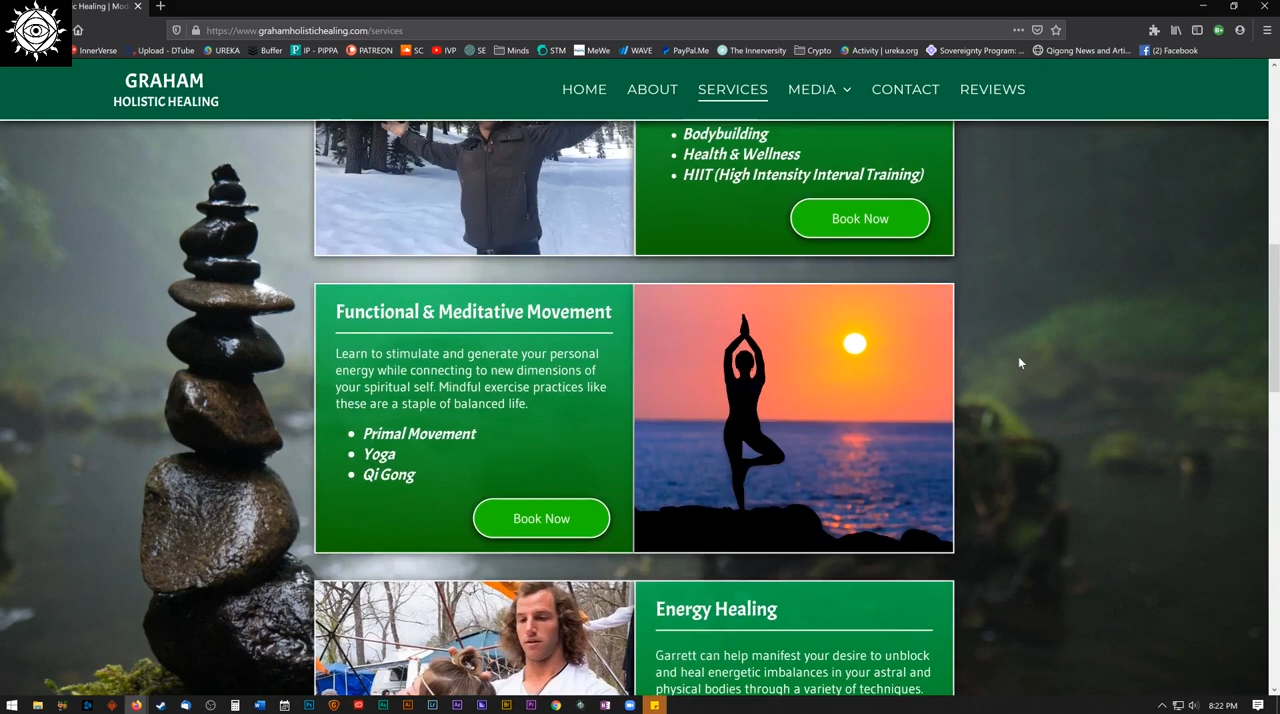 c Healing | Mod
https://www.grahamholistichealing.com/services
InnerVerse
Upload - DTube
UREKA
Buffer
IP - PIPPA
PATREON
SC
IVP
SE
Minds
STM
MeWe
WAVE
PayPal.Me
The Innerversity
Crypto
Activity | ureka.org
Sovereignty Program: ...
Qigong News and Arti...
(2) Facebook
GRAHAM
HOLISTIC HEALING
HOME
ABOUT
SERVICES
MEDIA
CONTACT
REVIEWS
Bodybuilding
Health & Wellness
HIIT (High Intensity Interval Training)
Book Now
Functional & Meditative Movement
Learn to stimulate and generate your personal
energy while connecting to new dimensions of
your spiritual self. Mindful exercise practices like
these are a staple of balanced life.
Primal Movement
Yoga
Qi Gong
Book Now
Energy Healing
Garrett can help manifest your desire to unblock
and heal energetic imbalances in your astral and
physical bodies through a variety of techniques.
8:22 PM